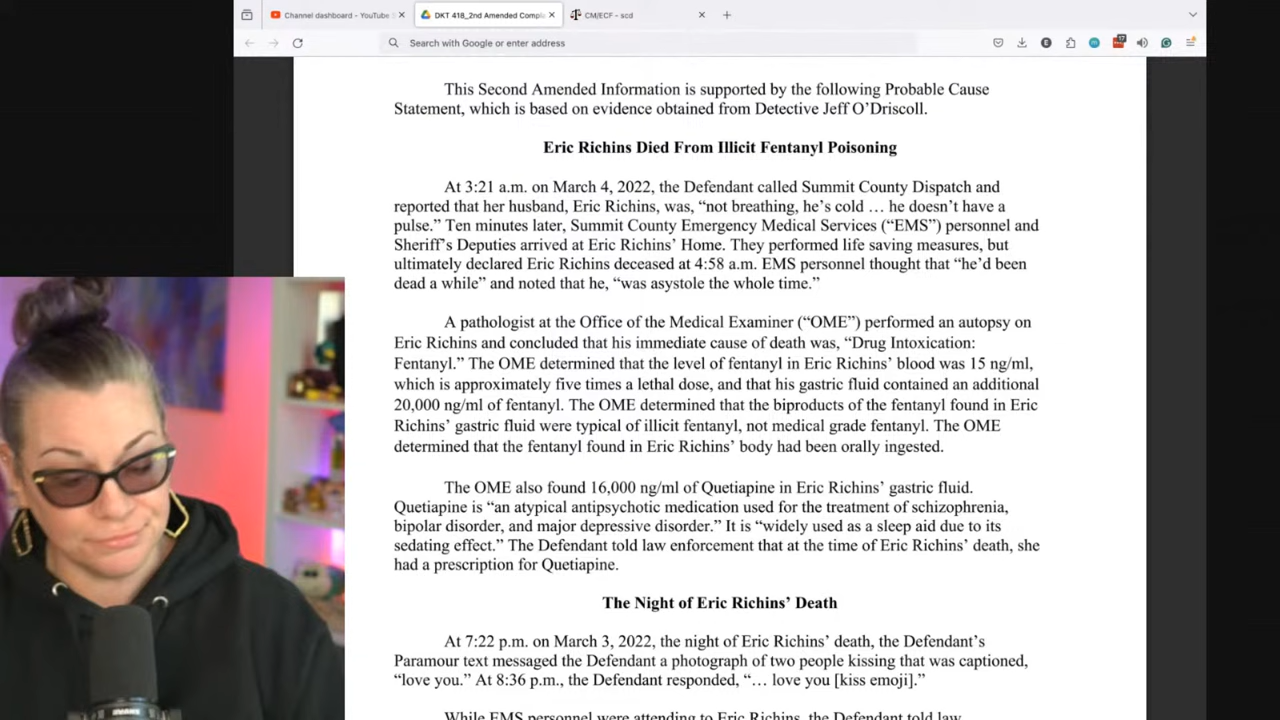 Channel dashboard - YouTube
DKT 418_2nd Amended Compla
CM/ECF - scd
Search with Google or enter address
17
This Second Amended Information is supported by the following Probable Cause
Statement, which is based on evidence obtained from Detective Jeff O’Driscoll.
Eric Richins Died From Illicit Fentanyl Poisoning
At 3:21 a.m. on March 4, 2022, the Defendant called Summit County Dispatch and
reported that her husband, Eric Richins, was, “not breathing, he’s cold … he doesn’t have a
pulse.” Ten minutes later, Summit County Emergency Medical Services (“EMS”) personnel and
Sheriff’s Deputies arrived at Eric Richins’ Home. They performed life saving measures, but
ultimately declared Eric Richins deceased at 4:58 a.m. EMS personnel thought that “he’d been
dead a while” and noted that he, “was asystole the whole time.”
A pathologist at the Office of the Medical Examiner (“OME”) performed an autopsy on
Eric Richins and concluded that his immediate cause of death was, “Drug Intoxication:
Fentanyl.” The OME determined that the level of fentanyl in Eric Richins’ blood was 15 ng/ml,
which is approximately five times a lethal dose, and that his gastric fluid contained an additional
20,000 ng/ml of fentanyl. The OME determined that the biproducts of the fentanyl found in Eric
Richins’ gastric fluid were typical of illicit fentanyl, not medical grade fentanyl. The OME
determined that the fentanyl found in Eric Richins’ body had been orally ingested.
The OME also found 16,000 ng/ml of Quetiapine in Eric Richins’ gastric fluid.
Quetiapine is “an atypical antipsychotic medication used for the treatment of schizophrenia,
bipolar disorder, and major depressive disorder.” It is “widely used as a sleep aid due to its
sedating effect.” The Defendant told law enforcement that at the time of Eric Richins’ death, she
had a prescription for Quetiapine.
The Night of Eric Richins’ Death
At 7:22 p.m. on March 3, 2022, the night of Eric Richins’ death, the Defendant’s
Paramour text messaged the Defendant a photograph of two people kissing that was captioned,
“love you.” At 8:36 p.m., the Defendant responded, “… love you [kiss emoji].”
While EMS personnel were attending to Eric Richins, the Defendant told law